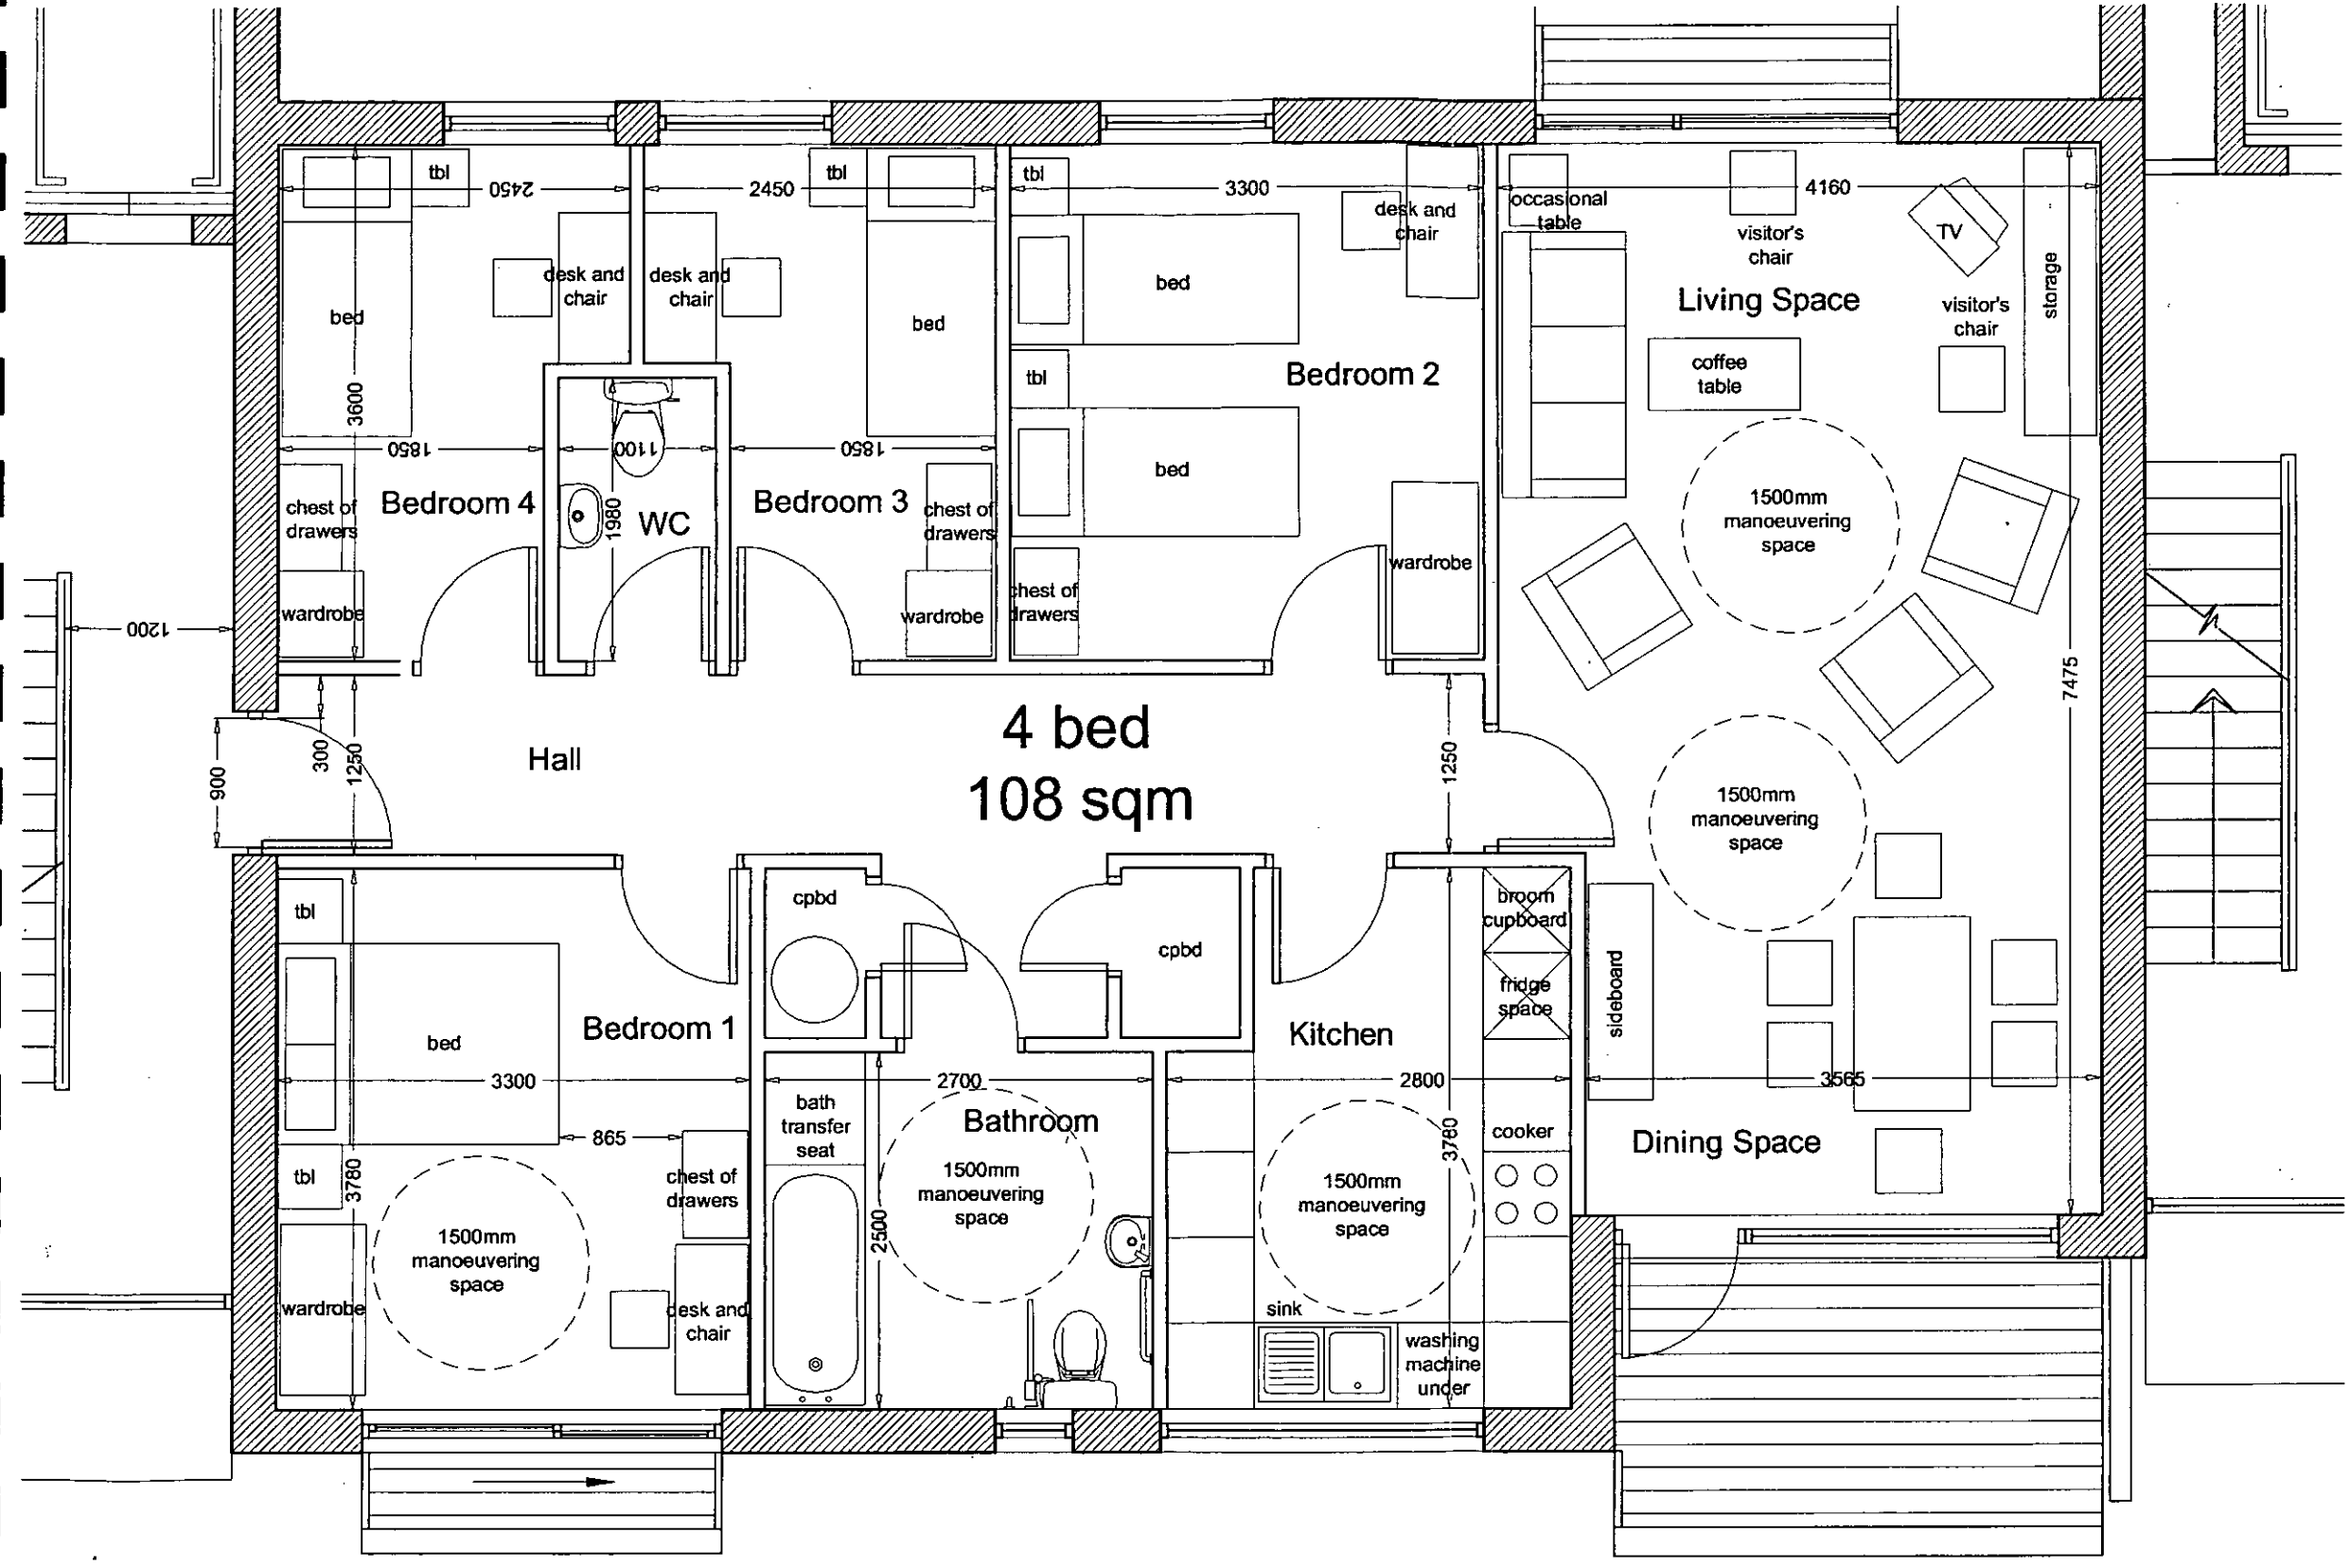 tbl
2450
2450
tbl
tbl
3300
desk and
chair
occasional
table
4160
visitor's
chair
TV
storage
Living Space
visitor's
chair
bed
desk and
chair
desk and
chair
bed
bed
tbl
Bedroom 2
coffee
table
3600
1850
1100
1850
bed
chest of
drawers
Bedroom 4
1980
WC
Bedroom 3
chest of
drawers
1500mm
manoeuvering
space
wardrobe
wardrobe
wardrobe
chest of
drawers
1200
7475
4 bed
108 sqm
Hall
900
300
1250
1250
1500mm
manoeuvering
space
tbl
cpbd
cpbd
broom
cupboard
fridge
space
sideboard
bed
Bedroom 1
Kitchen
3300
2700
2800
3565
865
bath
transfer
seat
Bathroom
cooker
Dining Space
tbl
3780
chest of
drawers
1500mm
manoeuvering
space
2500
1500mm
manoeuvering
space
3780
1500mm
manoeuvering
space
wardrobe
desk and
chair
sink
washing
machine
under